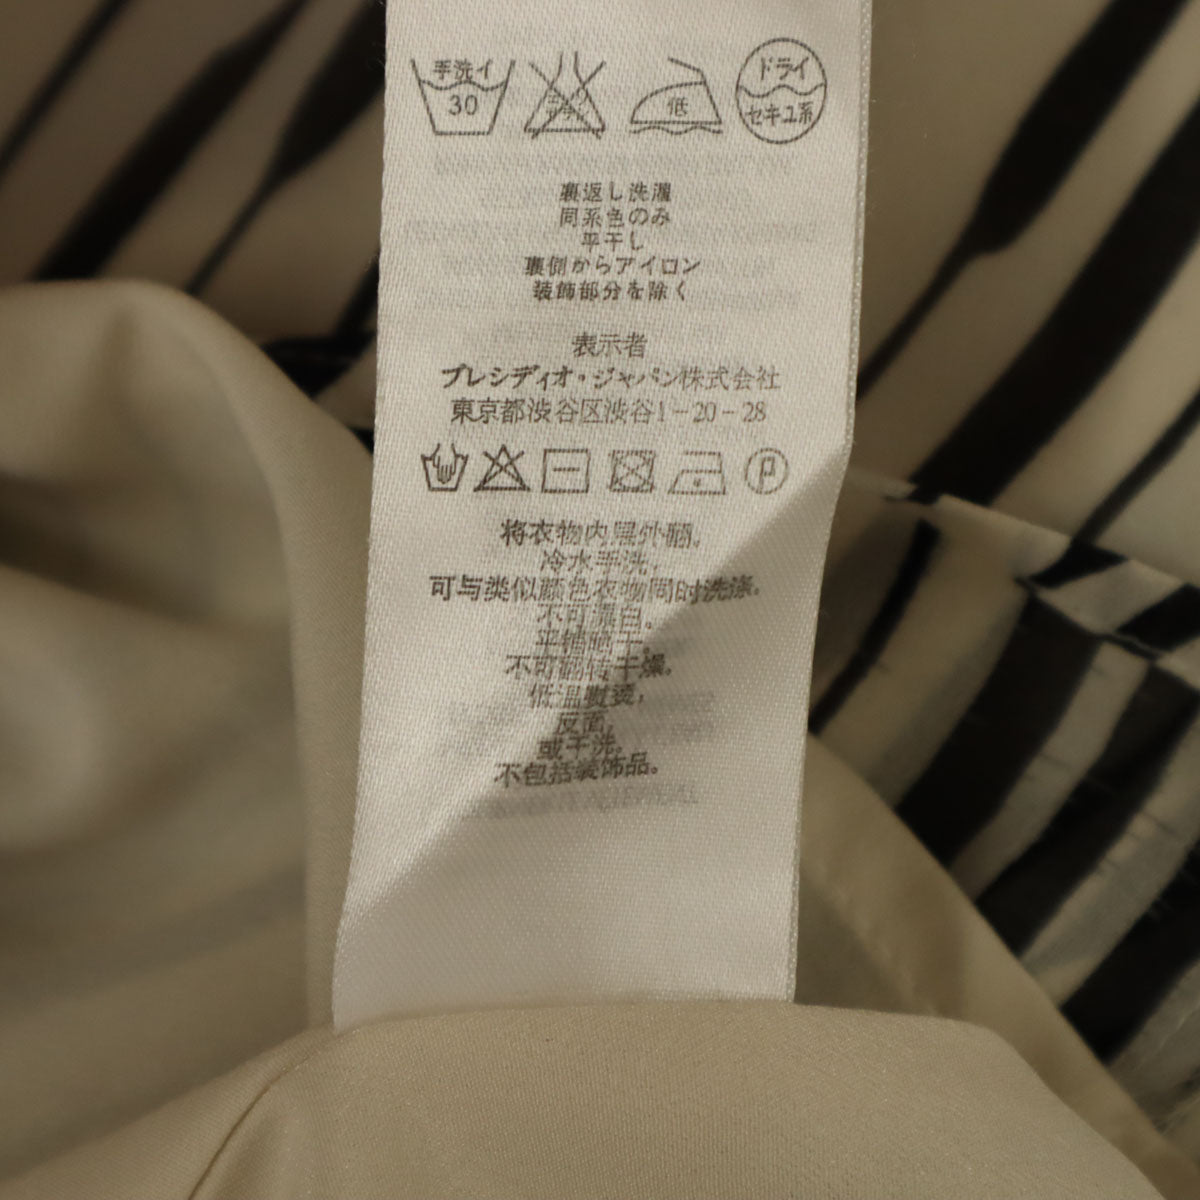 手洗イ
30
低
ドライ
セキユ系
裏返し洗濯
同系色のみ
平干し
裏側からアイロン
装飾部分を除く
表示者
プレシディオ・ジャパン株式会社
東京都渋谷区渋谷1-20-28
P
将衣物内层外翻,
冷水手洗,
可与类似颜色衣物同时洗涤.
不可漂白。
平铺晒干。
不可翻转干燥。
低温熨烫,
反面,
或干洗。
不包括装饰品。